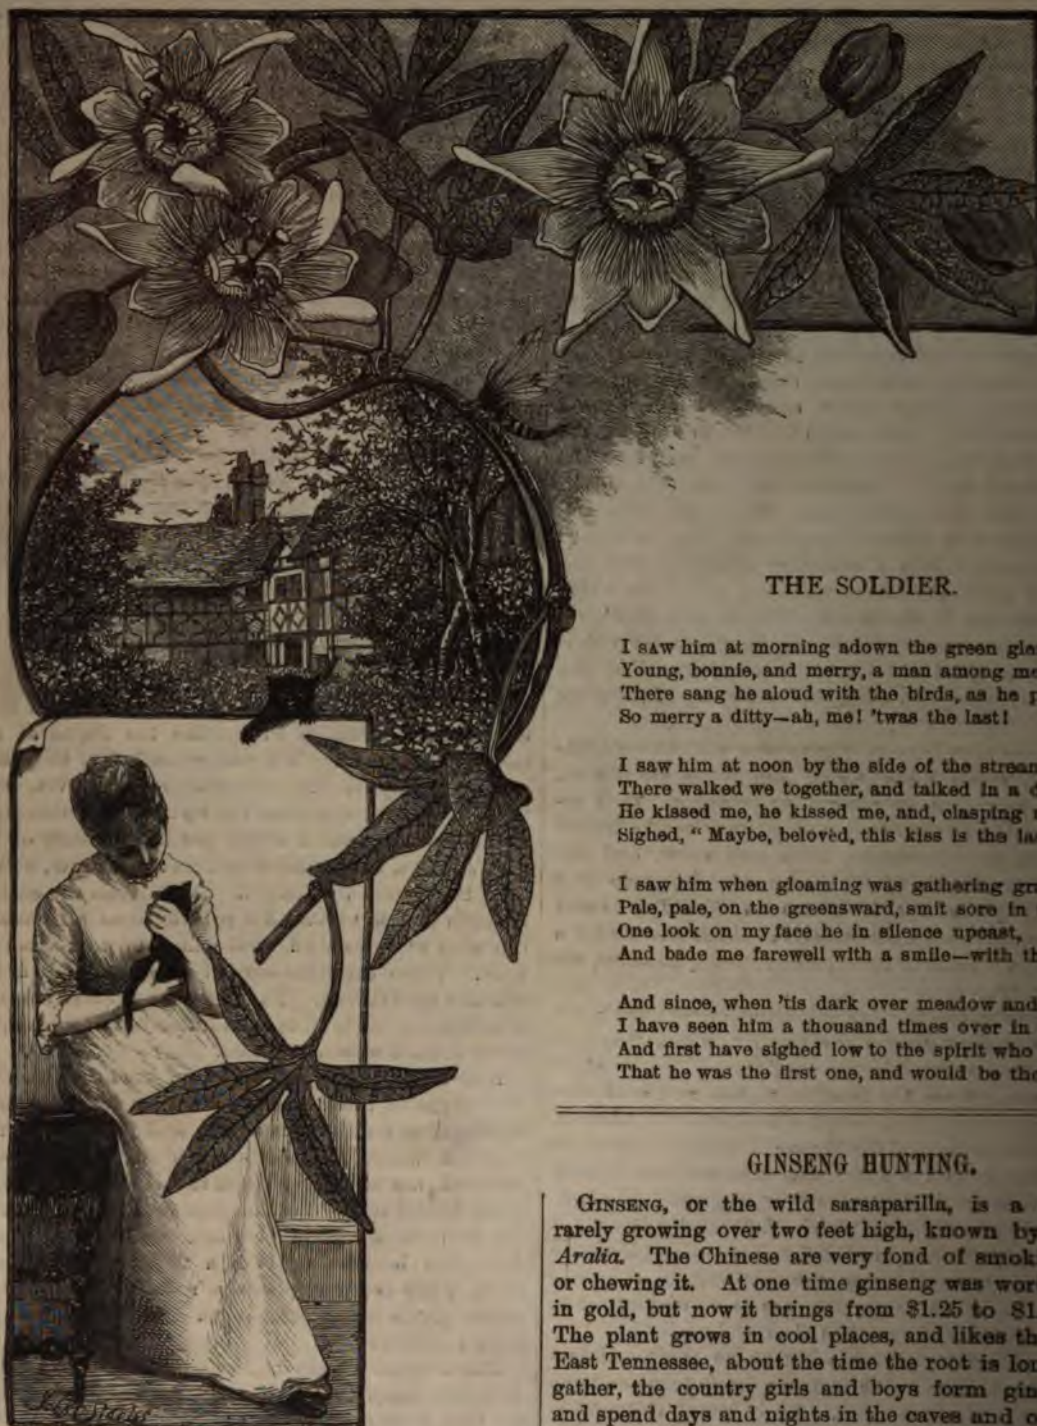 THE SOLDIER.
I SAW him at morning adown the green
Young, bonnie, and merry, a man among
There sang he aloud with the birds, as he
So merry a ditty—ah, me! 'twas the last!
I saw him at noon by the side of the
There walked we together, and talked in a
He kissed me, he kissed me, and, clasping
Sighed, "Maybe, belovèd, this kiss is the
I saw him when gloaming was gathering
Pale, pale, on the greensward, smit sore in
One look on my face he in silence upcast,
And bade me farewell with a smile—with
And since, when 'tis dark over meadow and
I have seen him a thousand times over in
And first have sighed low to the spirit who
That he was the first one, and would be
GINSENG HUNTING.
GINSENG, or the wild sarsaparilla, is a
rarely growing over two feet high, known by
Aralia. The Chinese are very fond of
or chewing it. At one time ginseng was
in gold, but now it brings from $1.25 to
The plant grows in cool places, and likes
East Tennessee, about the time the root is
gather, the country girls and boys form
and spend days and nights in the caves and